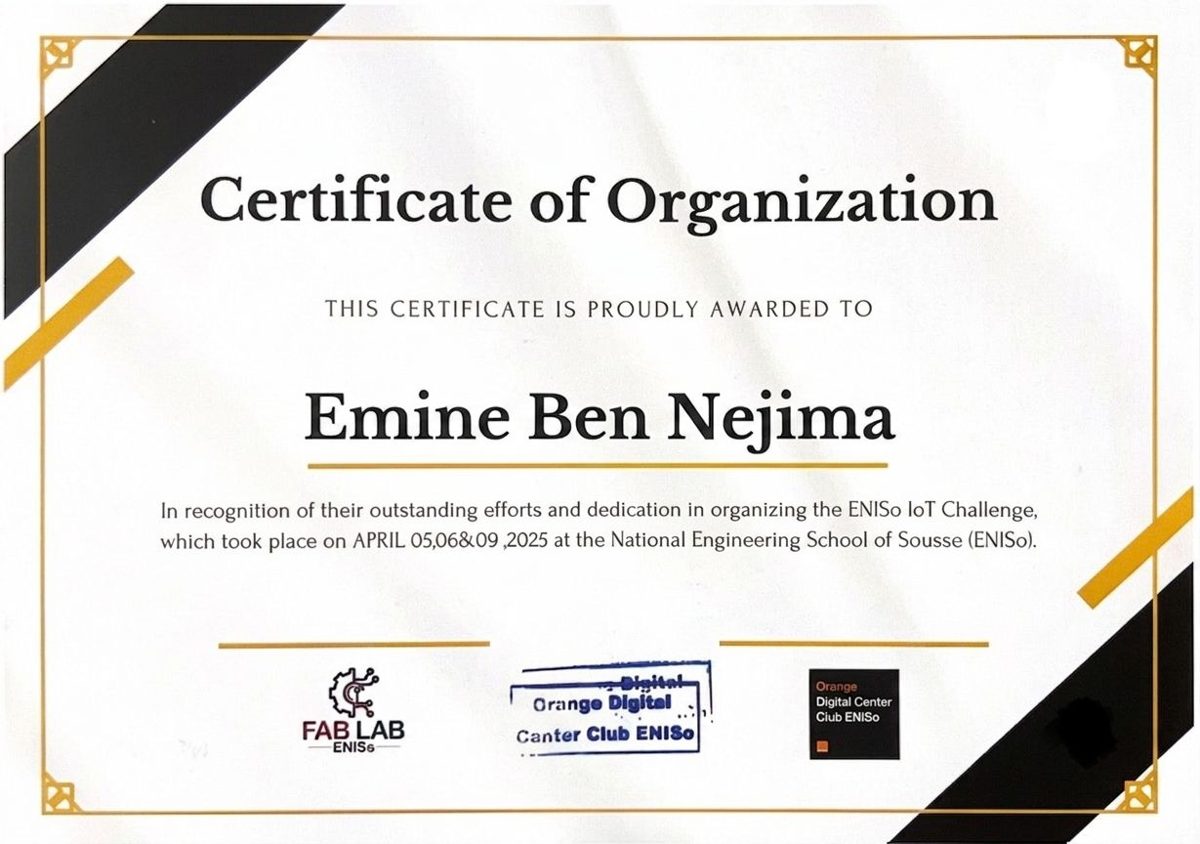 Certificate of Organization
THIS CERTIFICATE IS PROUDLY AWARDED TO
Emine Ben Nejima
In recognition of their outstanding efforts and dedication in organizing the ENISo IoT Challenge,
which took place on APRIL 05,06&09 ,2025 at the National Engineering School of Sousse (ENISo).
FAB LAB
ENISo
Digital
Orange Digital
Canter Club ENISo
Orange
Digital Center
Club ENISo